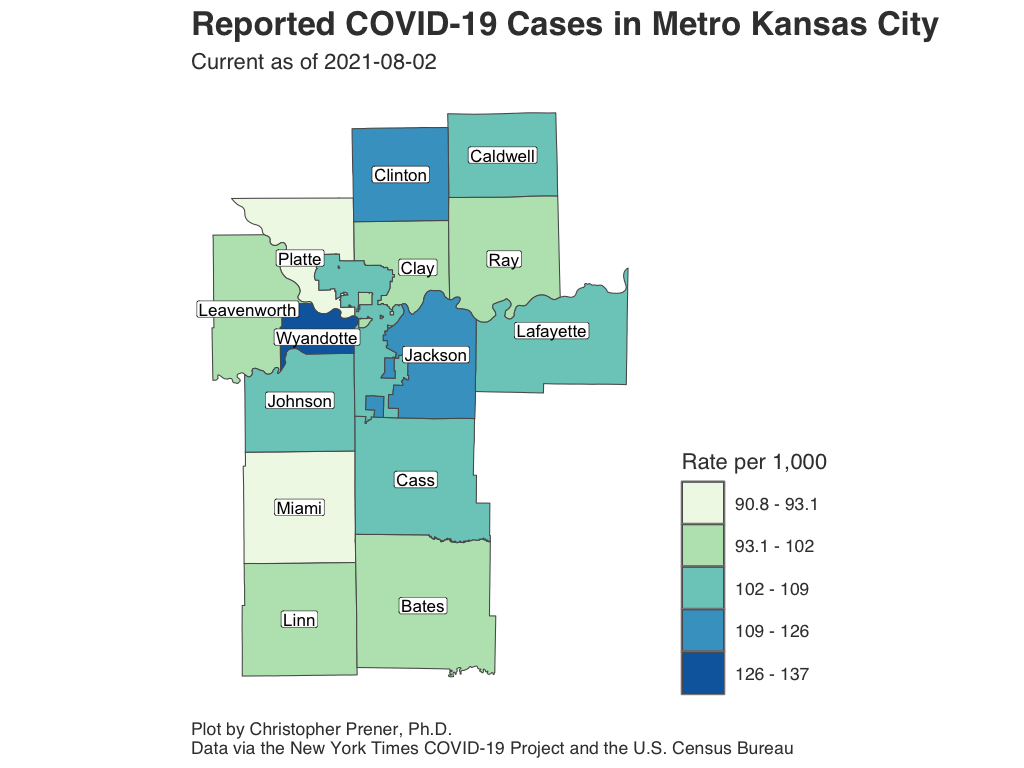 Reported COVID-19 Cases in Metro Kansas City
Current as of 2021-08-02
Caldwell
Clinton
Platte
Clay
Ray
Leavenworth
Wyandotte
Lafayette
Jackson
Johnson
Cass
Miami
Bates
Linn
Rate per 1,000
90.8 - 93.1
93.1 - 102
102 - 109
109 - 126
126 - 137
Plot by Christopher Prener, Ph.D.
Data via the New York Times COVID-19 Project and the U.S. Census Bureau